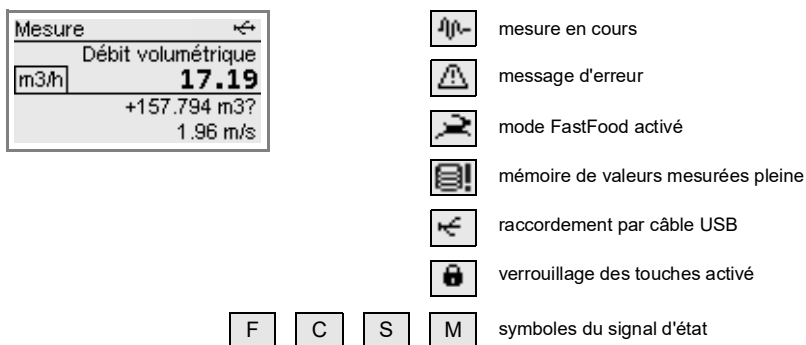 Mesure
Débit volumétrique
m3/h 17.19
+157.794 m3?
1.96 m/s
mesure en cours
message d'erreur
mode FastFood activé
mémoire de valeurs mesurées pleine
raccordement par câble USB
verrouillage des touches activé
F C S M symboles du signal d'état